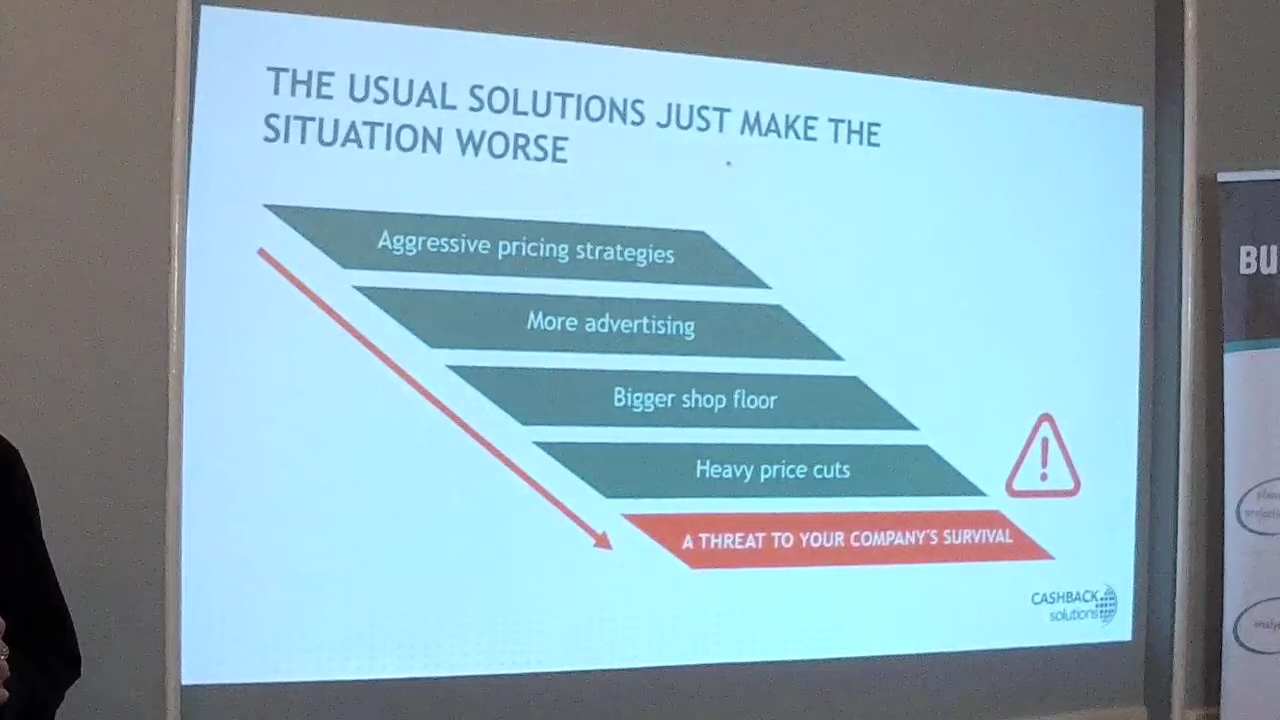 THE USUAL SOLUTIONS JUST MAKE THE
SITUATION WORSE
Aggressive pricing strategies
More advertising
Bigger shop floor
Heavy price cuts
A THREAT TO YOUR COMPANY'S SURVIVAL
CASHBACK
solutions
BU